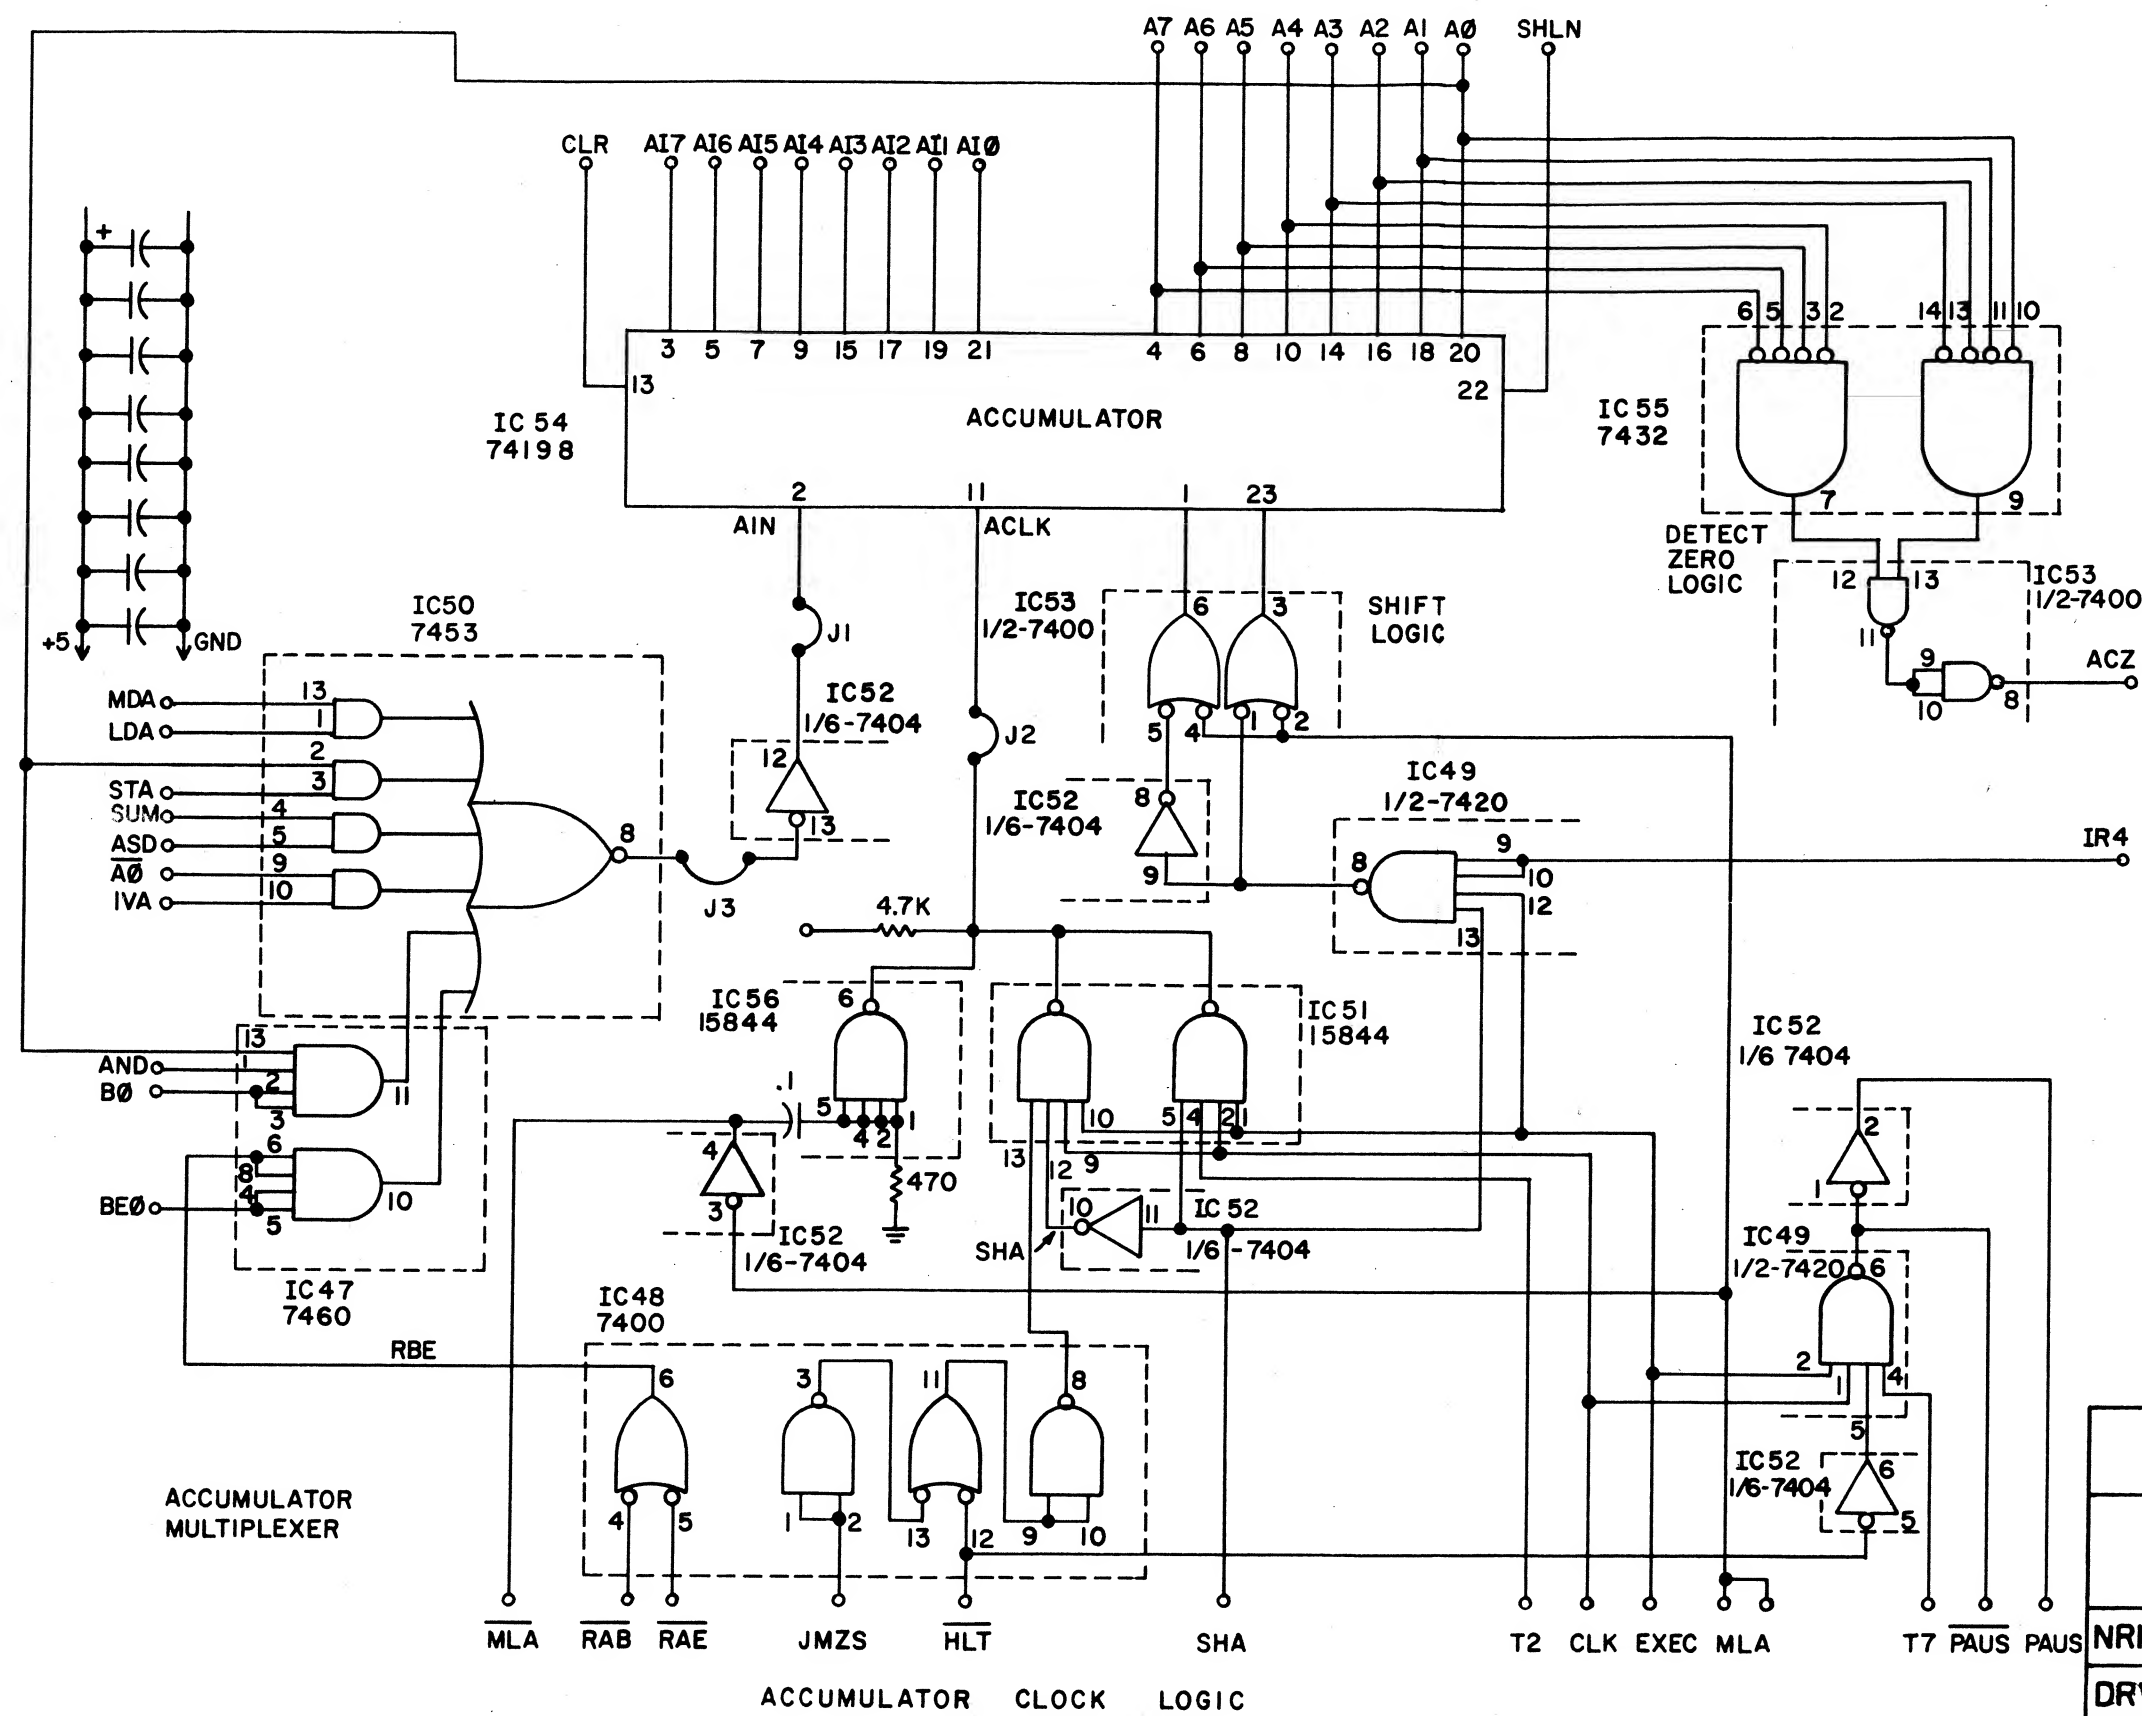 A7 A6 A5 A4 A3 A2 A1 AØ SHLN
CLR AI7 AI6 AI5 AI4 AI3 AI2 AI1 AIØ
+
+5 GND
3 5 7 9 15 17 19 21
4 6 8 10 14 16 18 20
13
22
ACCUMULATOR
IC 54
74198
2 11 1 23
AIN
ACLK
6 5 3 2
14 13 11 10
IC 55
7432
7 9
DETECT
ZERO
LOGIC
12 13
IC53
1/2-7400
11
9
10
8
ACZ
IC53
1/2-7400
6 3
SHIFT
LOGIC
5 4 1 2
J1
IC52
1/6-7404
12
13
J2
IC50
7453
MDA
LDA
STA
SUM
ASD
A̅Ø̅
IVA
13
1
2
3
4
5
9
10
8
J3
IC52
1/6-7404
8
9
IC49
1/2-7420
8
9
10
12
13
IR4
4.7K
IC56
15844
6
.1
5 4 2 1
470
IC51
15844
10
5 4 2 1
13 12 9
10
11
IC 52
1/6-7404
SHA
4
3
IC52
1/6-7404
AND
BØ
BEØ
13
1
2
3
11
6
8
4
5
10
IC47
7460
RBE
IC48
7400
6 3 11 8
4 5 1 2 13 12 9 10
IC52
1/6 7404
2
1
IC49
1/2-7420
6
2
1
4
5
IC52
1/6-7404
6
5
ACCUMULATOR
MULTIPLEXER
M̅L̅A̅ R̅A̅B̅ R̅A̅E̅ JMZS H̅L̅T̅ SHA T2 CLK EXEC MLA T7 P̅A̅U̅S̅ PAUS
ACCUMULATOR CLOCK LOGIC